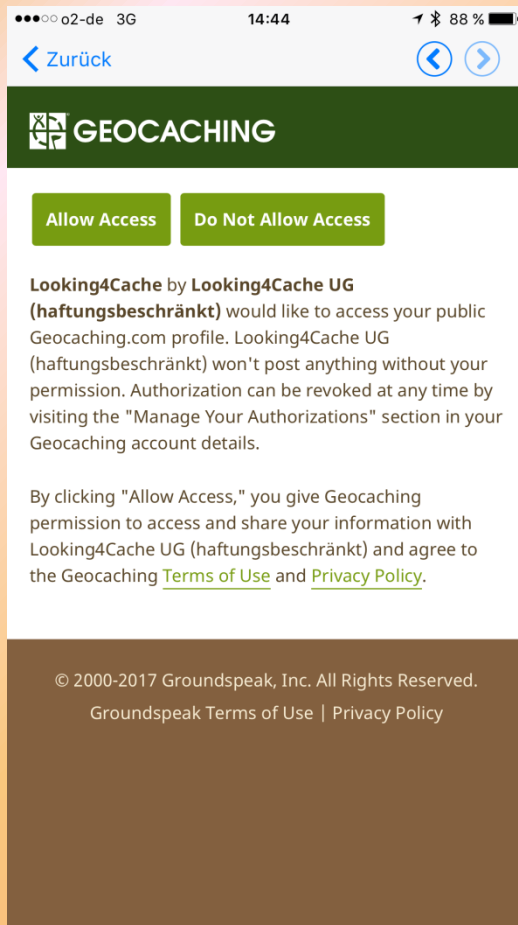 o2-de 3G 14:44 88 %
Zurück
GEOCACHING
Allow Access Do Not Allow Access
Looking4Cache by Looking4Cache UG
(haftungsbeschränkt) would like to access your public
Geocaching.com profile. Looking4Cache UG
(haftungsbeschränkt) won't post anything without your
permission. Authorization can be revoked at any time by
visiting the "Manage Your Authorizations" section in your
Geocaching account details.
By clicking "Allow Access," you give Geocaching
permission to access and share your information with
Looking4Cache UG (haftungsbeschränkt) and agree to
the Geocaching Terms of Use and Privacy Policy.
© 2000-2017 Groundspeak, Inc. All Rights Reserved.
Groundspeak Terms of Use | Privacy Policy